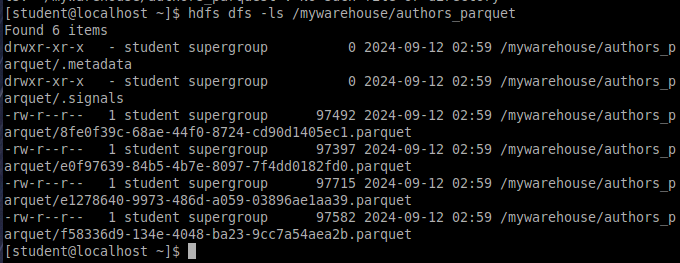 [student@localhost ~]$ hdfs dfs -ls /mywarehouse/authors_parquet
Found 6 items
drwxr-xr-x   - student supergroup          0 2024-09-12 02:59 /mywarehouse/authors_p
arquet/.metadata
drwxr-xr-x   - student supergroup          0 2024-09-12 02:59 /mywarehouse/authors_p
arquet/.signals
-rw-r--r--   1 student supergroup      97492 2024-09-12 02:59 /mywarehouse/authors_p
arquet/8fe0f39c-68ae-44f0-8724-cd90d1405ec1.parquet
-rw-r--r--   1 student supergroup      97397 2024-09-12 02:59 /mywarehouse/authors_p
arquet/e0f97639-84b5-4b7e-8097-7f4dd0182fd0.parquet
-rw-r--r--   1 student supergroup      97715 2024-09-12 02:59 /mywarehouse/authors_p
arquet/e1278640-9973-486d-a059-03896ae1aa39.parquet
-rw-r--r--   1 student supergroup      97582 2024-09-12 02:59 /mywarehouse/authors_p
arquet/f58336d9-134e-4048-ba23-9cc7a54aea2b.parquet
[student@localhost ~]$